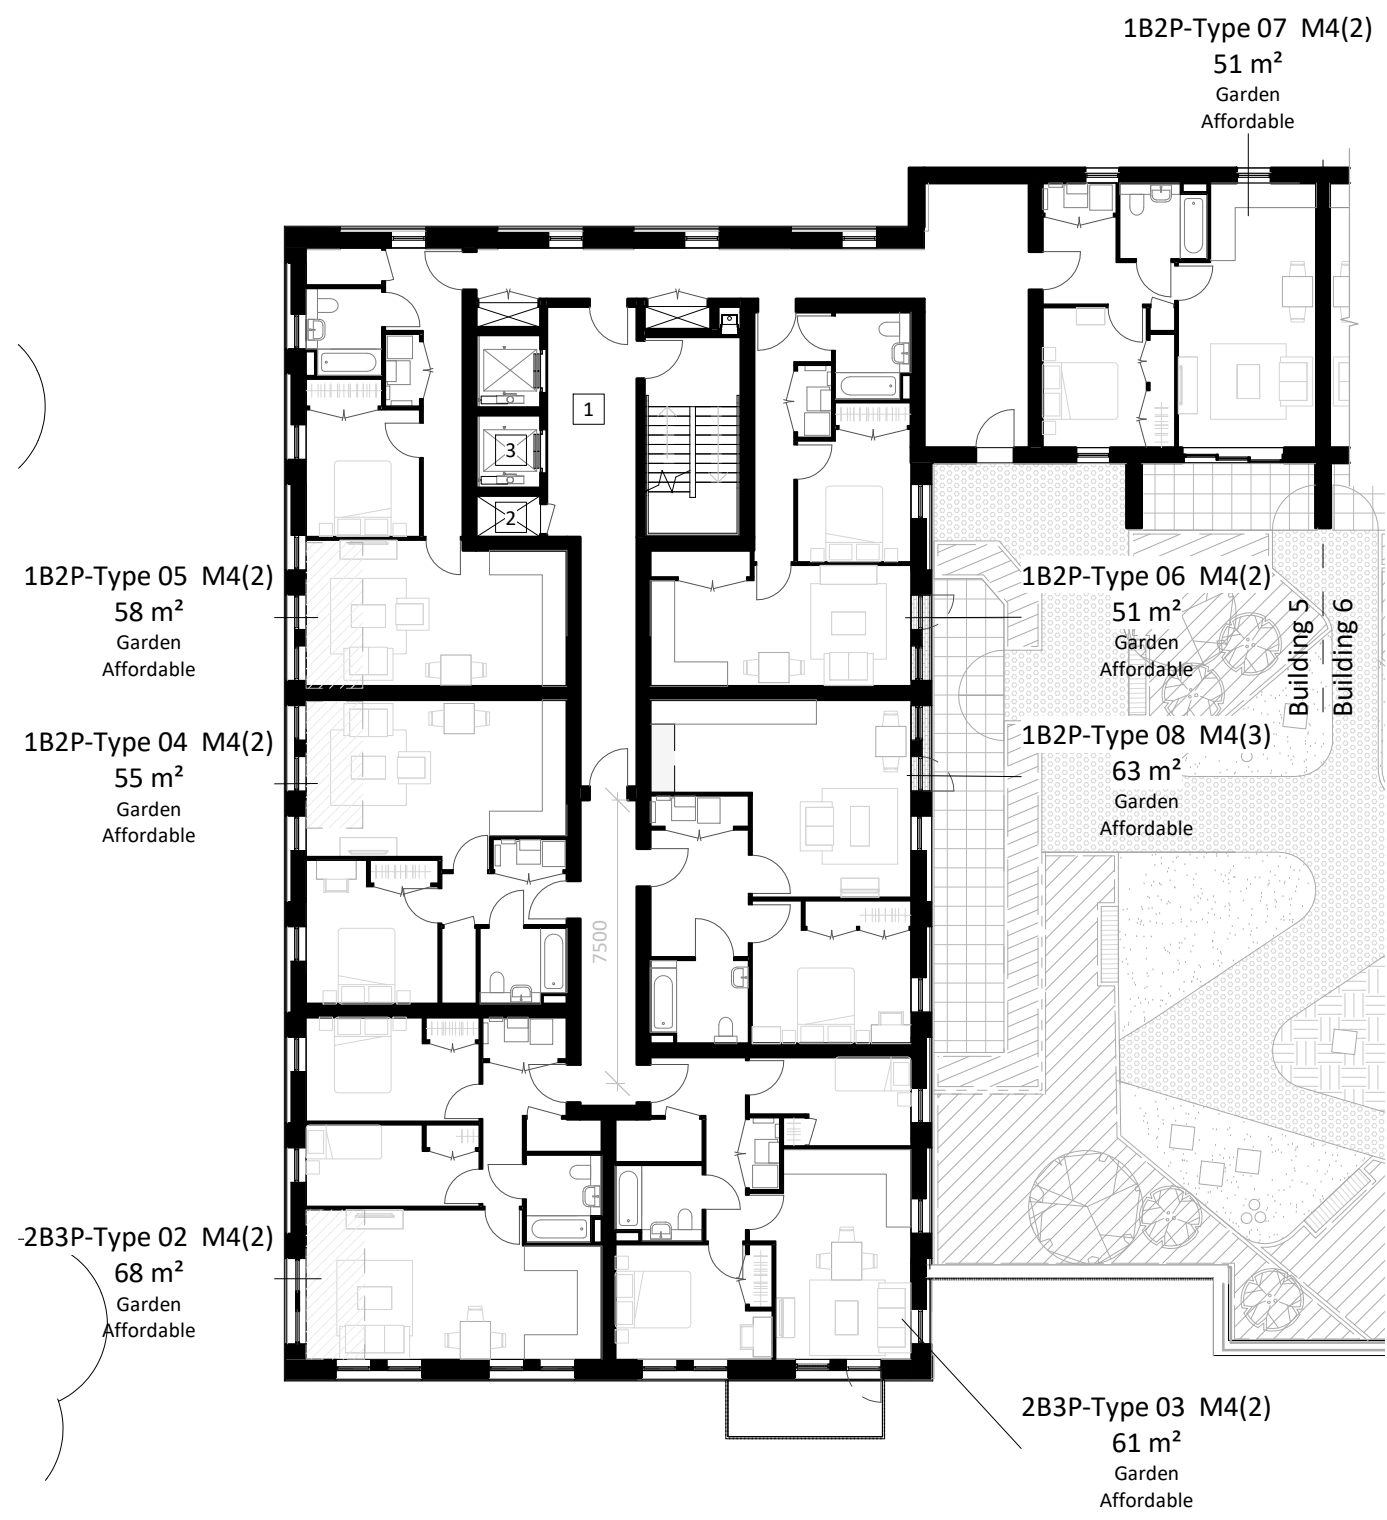 1B2P-Type 07 M4(2)
51 m²
Garden
Affordable
1
3
2
1B2P-Type 05 M4(2)
58 m²
Garden
Affordable
1B2P-Type 06 M4(2)
51 m²
Garden
Affordable
Building 5
Building 6
1B2P-Type 04 M4(2)
55 m²
Garden
Affordable
1B2P-Type 08 M4(3)
63 m²
Garden
Affordable
7500
2B3P-Type 02 M4(2)
68 m²
Garden
Affordable
2B3P-Type 03 M4(2)
61 m²
Garden
Affordable